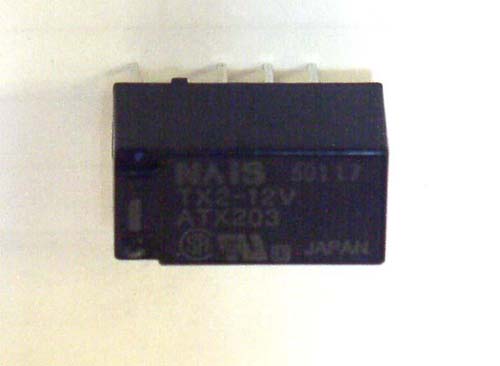 NAIS 50117
TX2-12V
ATX203
JAPAN